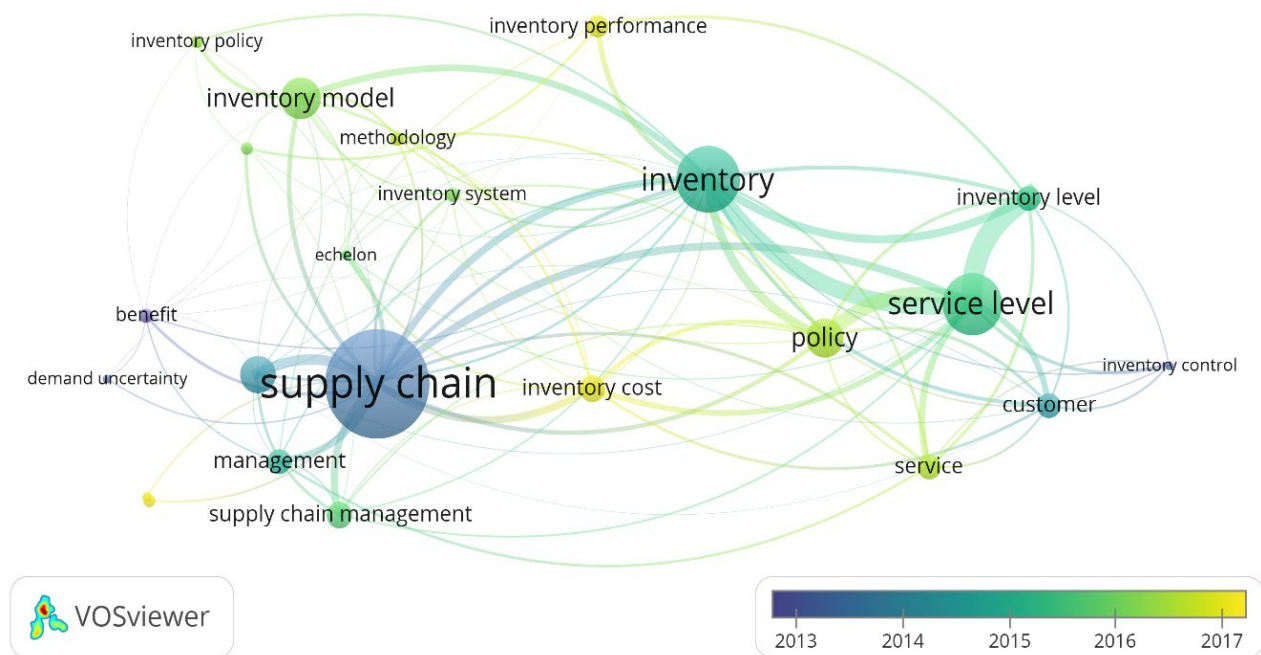 inventory performance
inventory policy
inventory model
methodology
inventory
inventory system
inventory level
echelon
service level
benefit
policy
inventory control
demand uncertainty
supply chain
inventory cost
customer
management
service
supply chain management
VOSviewer
2013 2014 2015 2016 2017